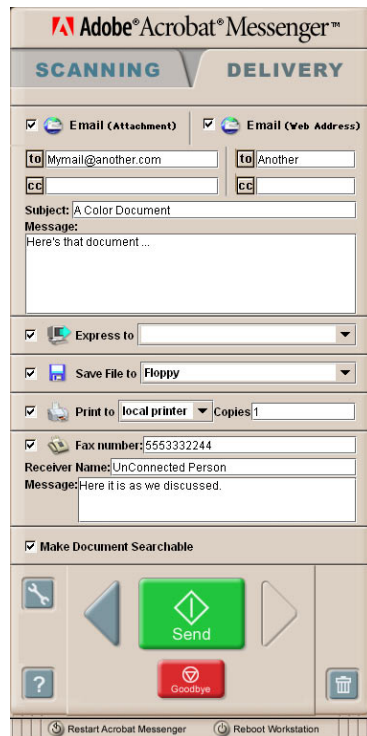 Adobe® Acrobat® Messenger™
SCANNING DELIVERY
Email (Attachment) Email (Web Address)
to Mymail@another.com to Another
cc cc
Subject: A Color Document
Message:
Here's that document ...
Express to
Save File to Floppy
Print to local printer Copies 1
Fax number: 5553332244
Receiver Name: UnConnected Person
Message: Here it is as we discussed.
Make Document Searchable
Send
?
Goodbye
Restart Acrobat Messenger Reboot Workstation